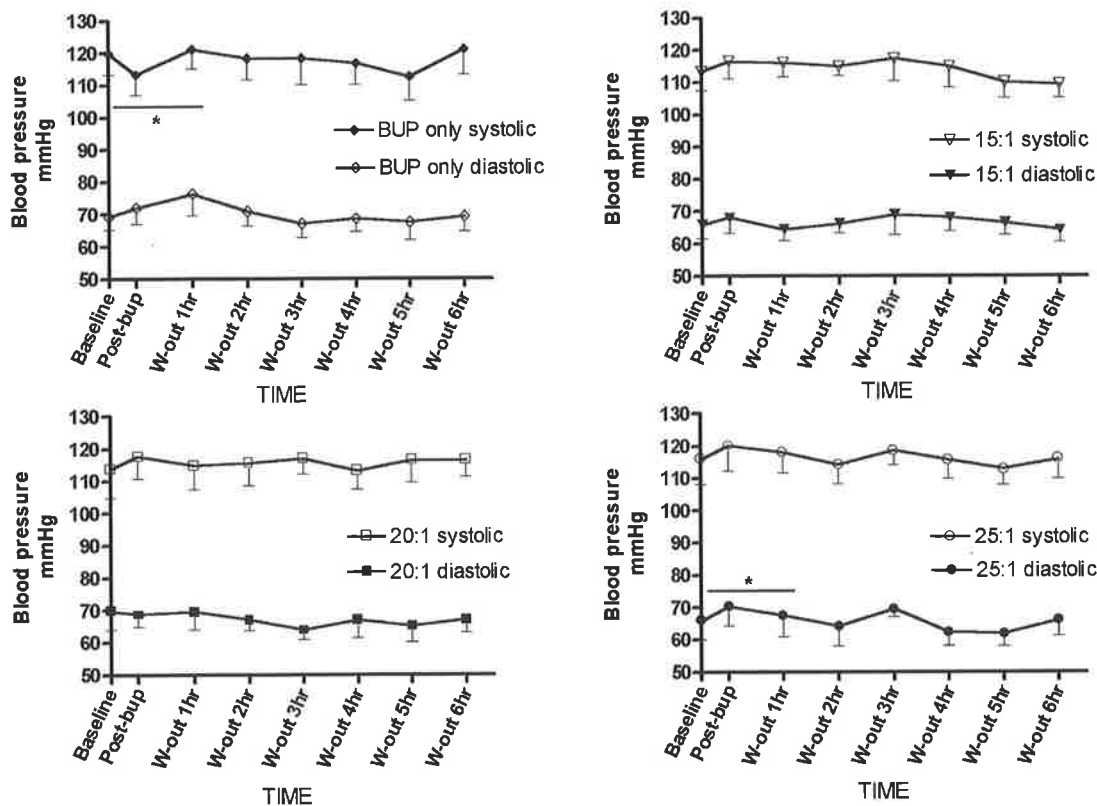 130
120
110
100
90
80
70
60
50
Blood pressure
mmHg
*
BUP only systolic
BUP only diastolic
Baseline
Post-bup
W-out 1hr
W-out 2hr
W-out 3hr
W-out 4hr
W-out 5hr
W-out 6hr
TIME
130
120
110
100
90
80
70
60
50
Blood pressure
mmHg
15:1 systolic
15:1 diastolic
Baseline
Post-bup
W-out 1hr
W-out 2hr
W-out 3hr
W-out 4hr
W-out 5hr
W-out 6hr
TIME
130
120
110
100
90
80
70
60
50
Blood pressure
mmHg
20:1 systolic
20:1 diastolic
Baseline
Post-bup
W-out 1hr
W-out 2hr
W-out 3hr
W-out 4hr
W-out 5hr
W-out 6hr
TIME
130
120
110
100
90
80
70
60
50
Blood pressure
mmHg
25:1 systolic
25:1 diastolic
*
Baseline
Post-bup
W-out 1hr
W-out 2hr
W-out 3hr
W-out 4hr
W-out 5hr
W-out 6hr
TIME